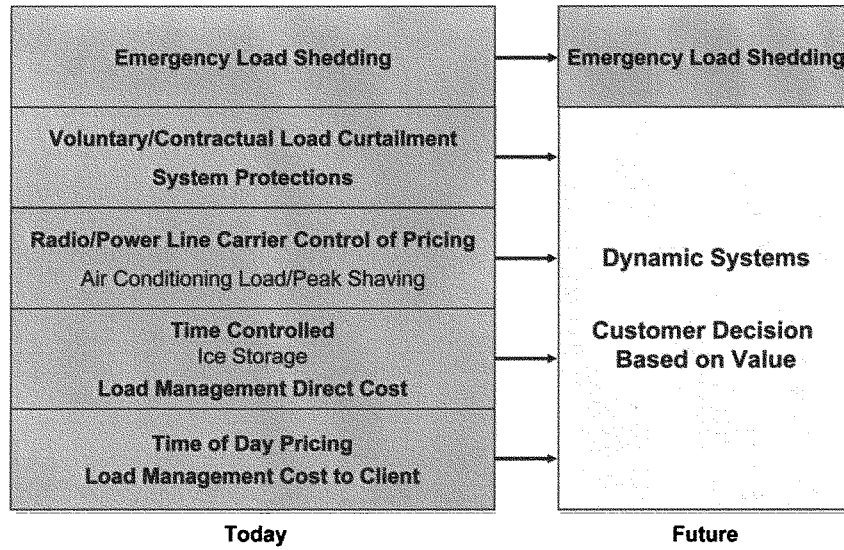 Emergency Load Shedding
Emergency Load Shedding
Voluntary/Contractual Load Curtailment
System Protections
Radio/Power Line Carrier Control of Pricing
Air Conditioning Load/Peak Shaving
Time Controlled
Ice Storage
Load Management Direct Cost
Time of Day Pricing
Load Management Cost to Client
Dynamic Systems
Customer Decision
Based on Value
Today
Future